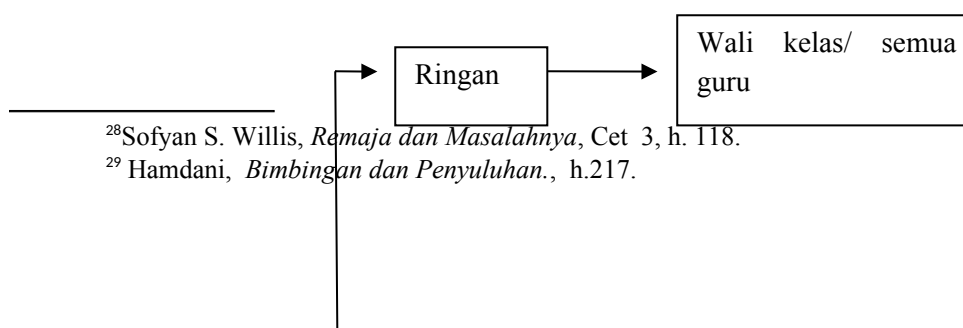 Ringan
Wali kelas/ semua
guru
²⁸Sofyan S. Willis, Remaja dan Masalahnya, Cet 3, h. 118.
²⁹ Hamdani, Bimbingan dan Penyuluhan., h.217.